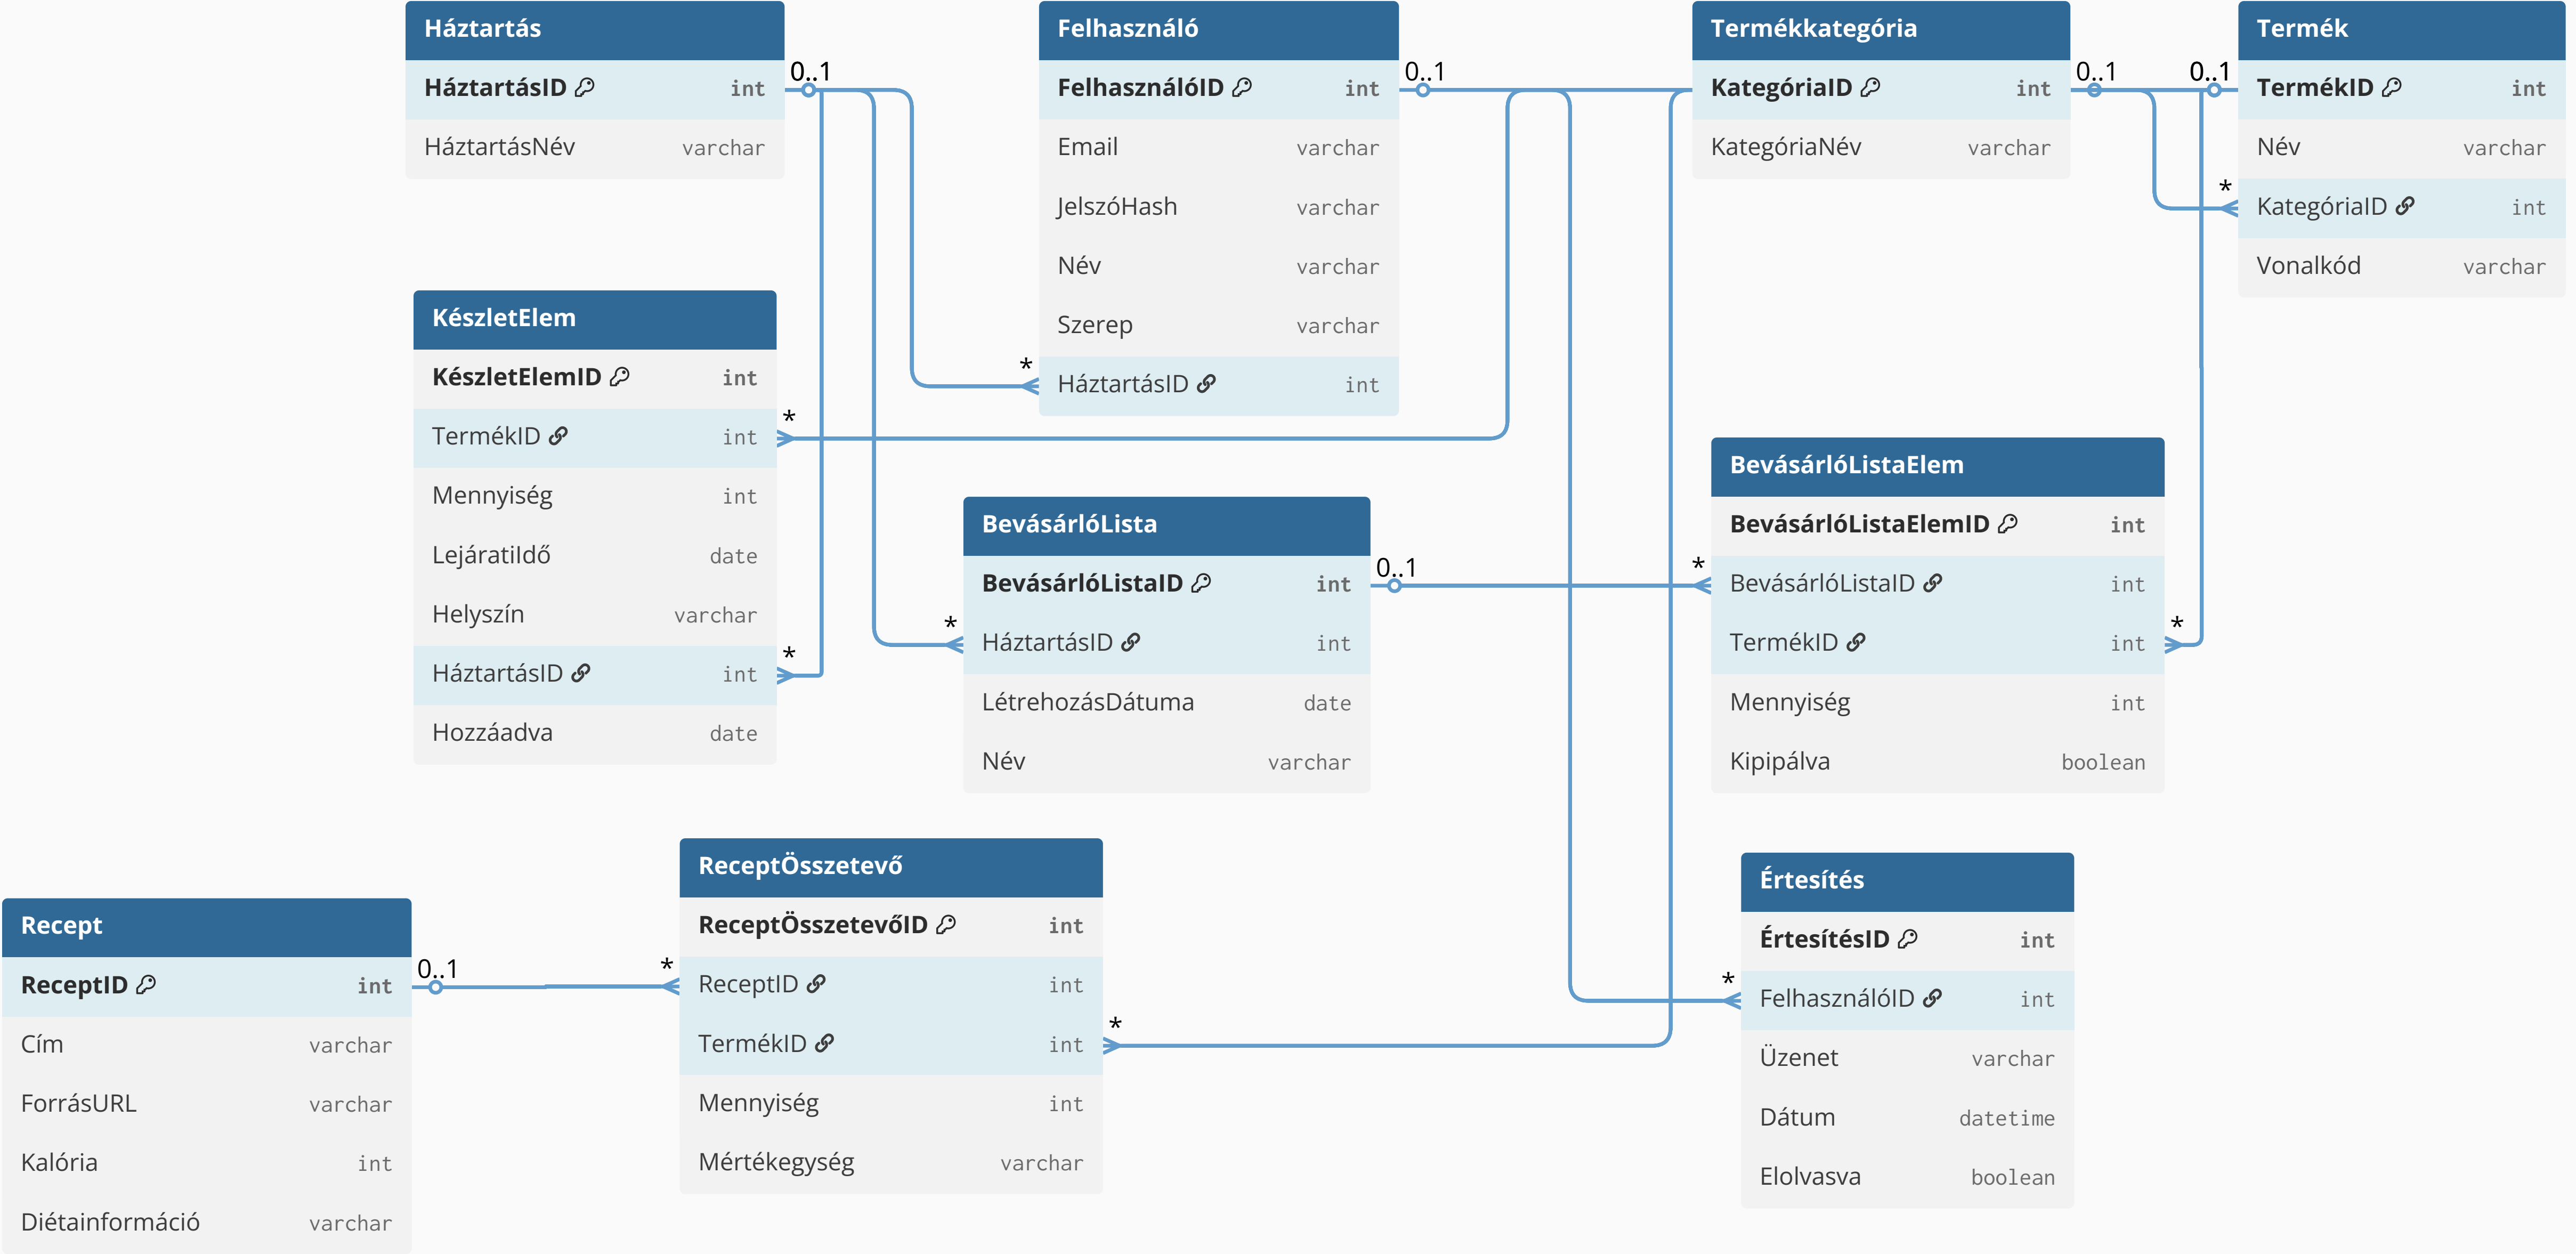 Háztartás
HáztartásID int
HáztartásNév varchar
0..1
Felhasználó
FelhasználóID int
Email varchar
JelszóHash varchar
Név varchar
Szerep varchar
* HáztartásID int
0..1
Termékkategória
KategóriaID int
KategóriaNév varchar
0..1
0..1
Termék
TermékID int
Név varchar
* KategóriaID int
Vonalkód varchar
KészletElem
KészletElemID int
TermékID int *
Mennyiség int
LejáratiIdő date
Helyszín varchar
HáztartásID int *
Hozzáadva date
BevásárlóLista
BevásárlóListaID int 0..1
* HáztartásID int
LétrehozásDátuma date
Név varchar
BevásárlóListaElem
BevásárlóListaElemID int
* BevásárlóListaID int
TermékID int *
Mennyiség int
Kipipálva boolean
Recept
ReceptID int 0..1
Cím varchar
ForrásURL varchar
Kalória int
Diétainformáció varchar
ReceptÖsszetevő
ReceptÖsszetevőID int
* ReceptID int
TermékID int *
Mennyiség int
Mértékegység varchar
Értesítés
ÉrtesítésID int
* FelhasználóID int
Üzenet varchar
Dátum datetime
Elolvasva boolean